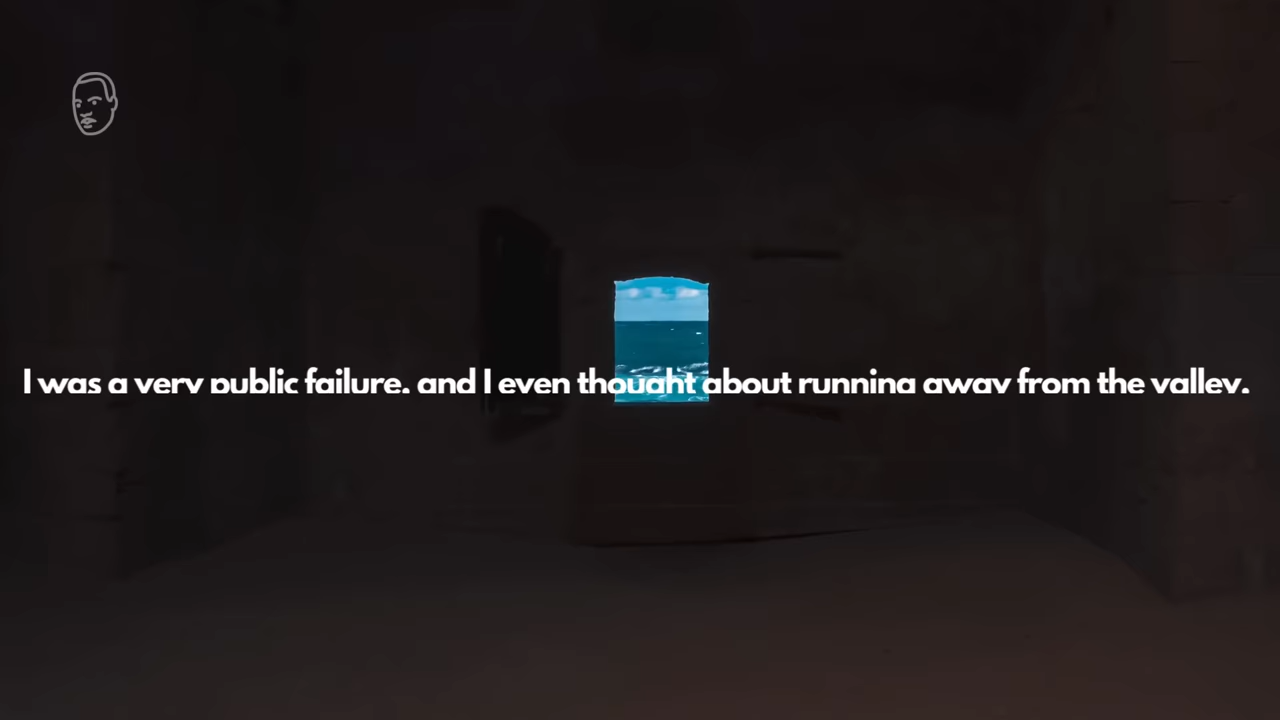 I was a very public failure, and I even thought about running away from the valley.